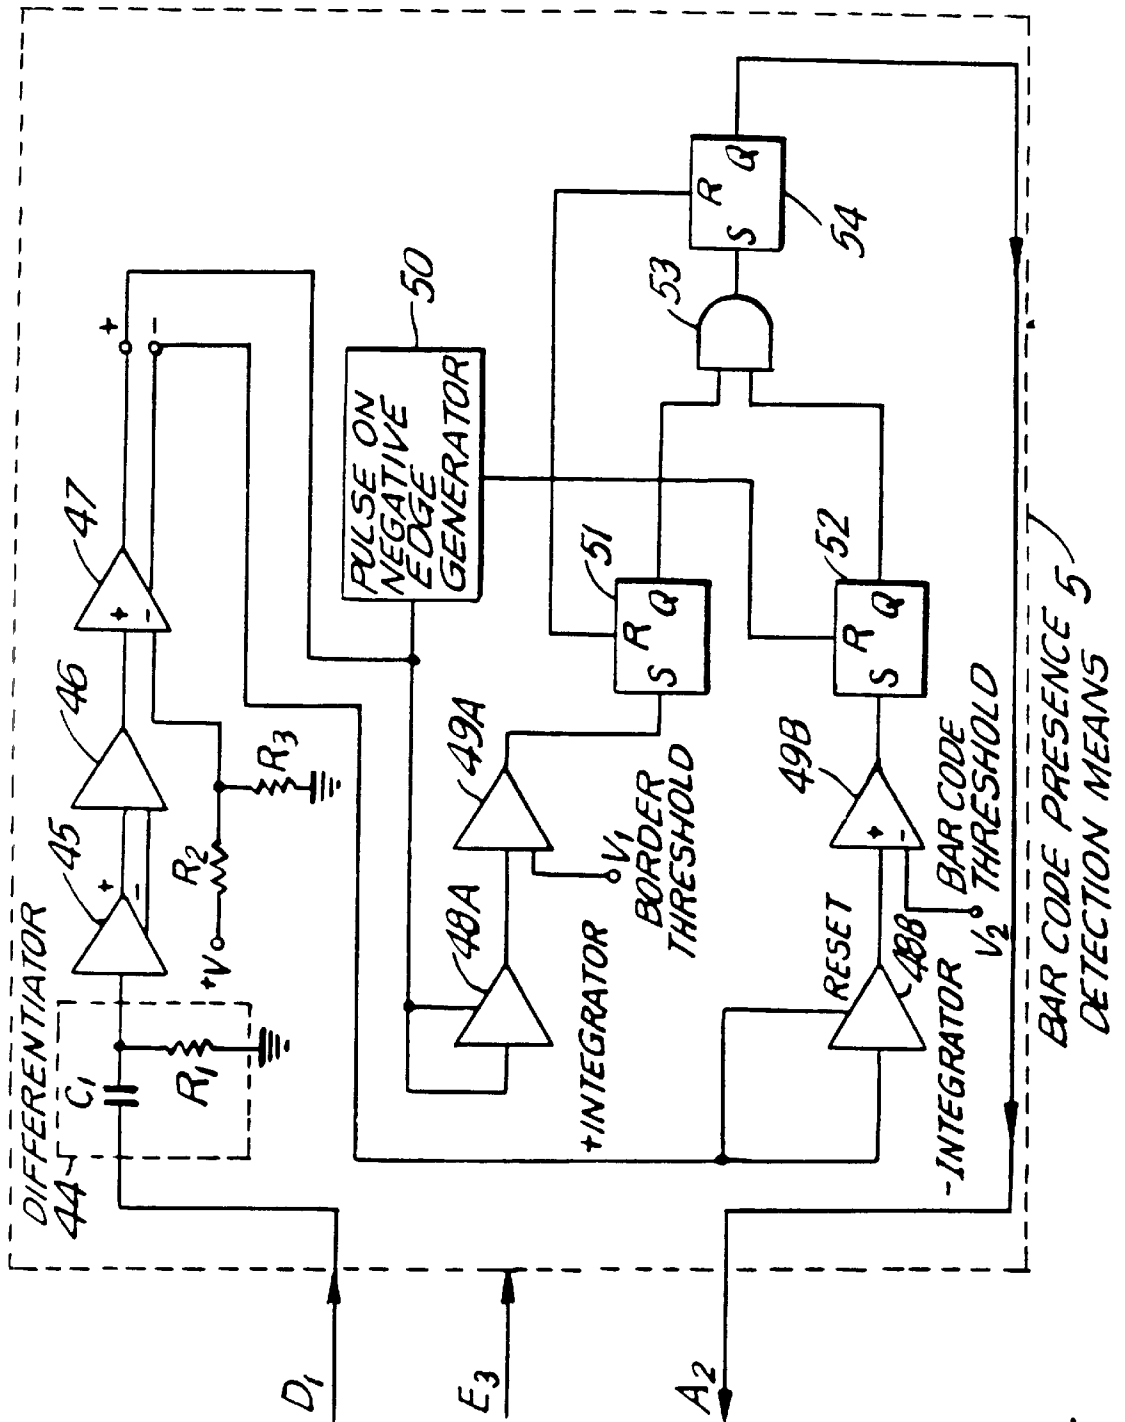 DIFFERENTIATOR
44
C1
R1
45
+
-
46
47
+
-
+
-
+V
R2
R3
PULSE ON
NEGATIVE
EDGE
GENERATOR
50
48A
49A
+INTEGRATOR
V1
BORDER
THRESHOLD
51
R
S
Q
53
54
R
S
Q
RESET
48B
-INTEGRATOR
49B
+
-
V2
BAR CODE
THRESHOLD
52
R
S
Q
D1
E3
A2
BAR CODE PRESENCE 5
DETECTION MEANS